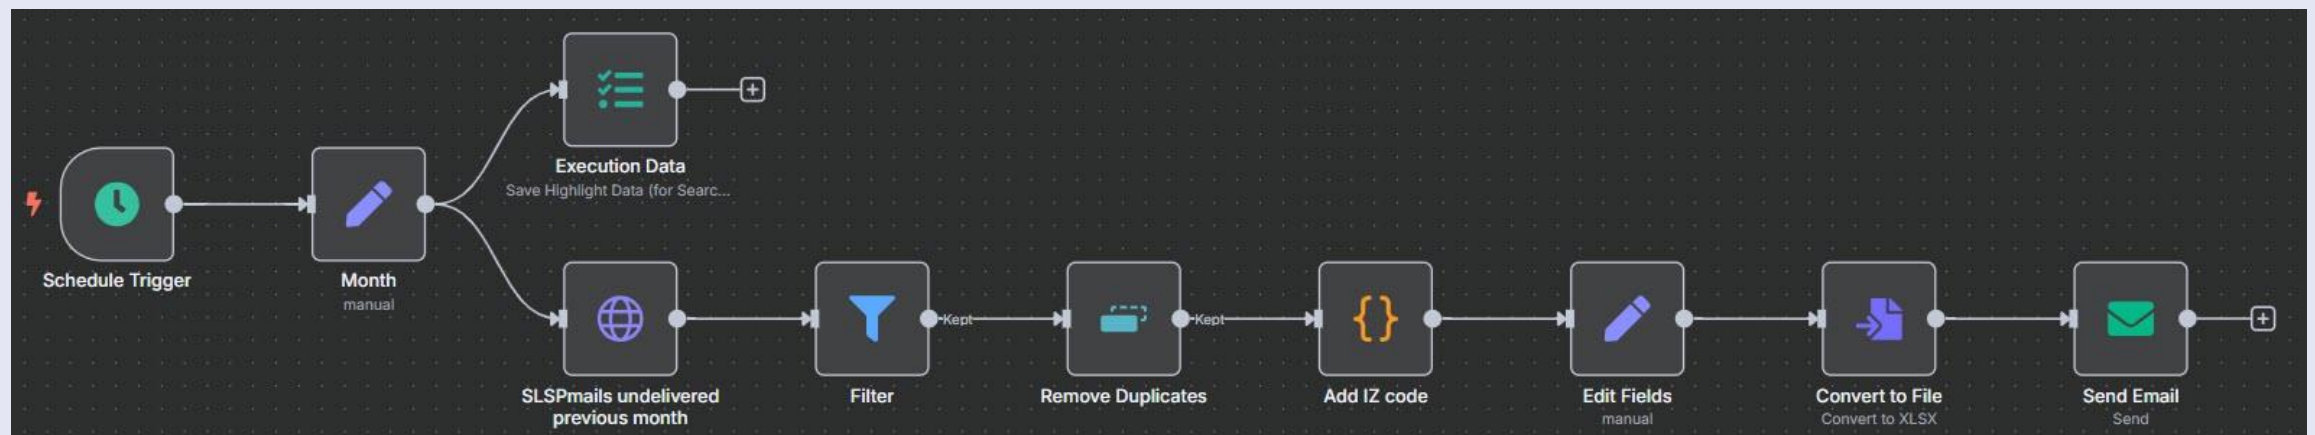 Execution Data
Save Highlight Data (for Searc...
Schedule Trigger
Month
manual
SLSPmails undelivered
previous month
Kept
Filter
Kept
Remove Duplicates
Add IZ code
Edit Fields
manual
Convert to File
Convert to XLSX
Send Email
Send